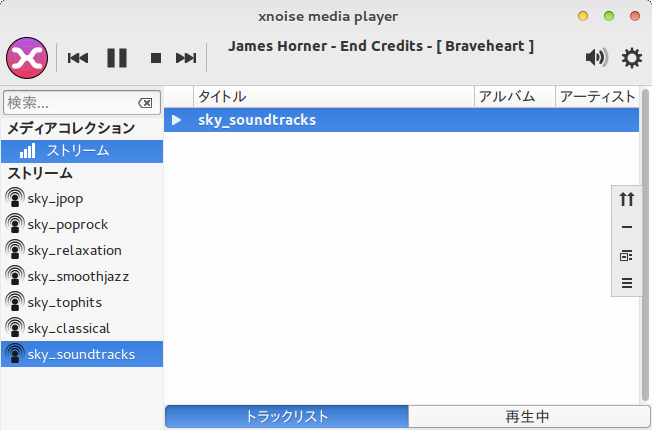 xnoise media player
James Horner - End Credits - [ Braveheart ]
検索...
タイトル
アルバム
アーティスト
メディアコレクション
ストリーム
ストリーム
sky_jpop
sky_poprock
sky_relaxation
sky_smoothjazz
sky_tophits
sky_classical
sky_soundtracks
sky_soundtracks
トラックリスト
再生中